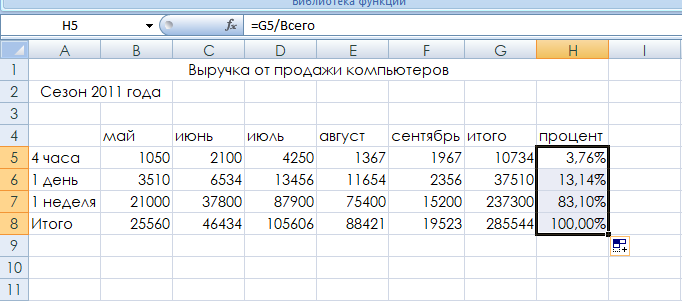 Библиотека функций
H5 =G5/Всего
A B C D E F G H I
1 Выручка от продажи компьютеров
2 Сезон 2011 года
3
4 май июнь июль август сентябрь итого процент
5 4 часа 1050 2100 4250 1367 1967 10734 3,76%
6 1 день 3510 6534 13456 11654 2356 37510 13,14%
7 1 неделя 21000 37800 87900 75400 15200 237300 83,10%
8 Итого 25560 46434 105606 88421 19523 285544 100,00%
9
10
11